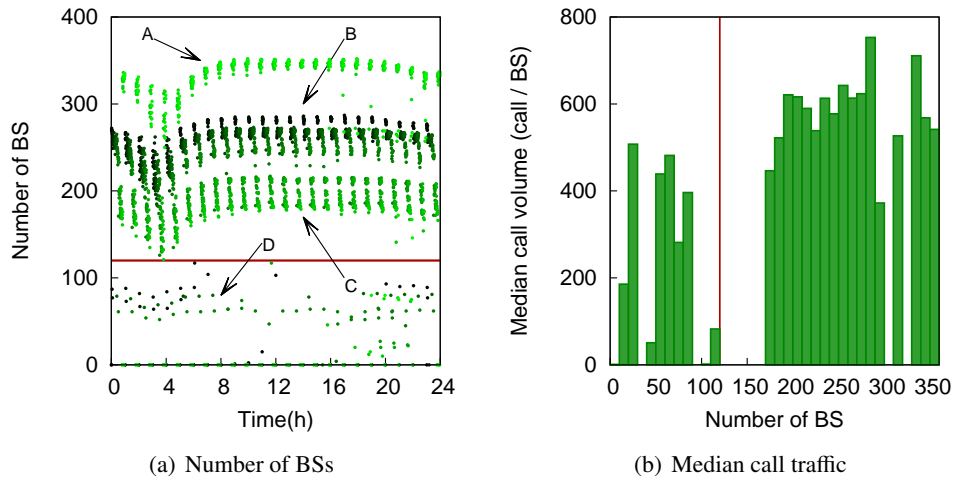 400
300
200
100
0
Number of BS
A
B
C
D
0 4 8 12 16 20 24
Time(h)
(a) Number of BSs
800
600
400
200
0
Median call volume (call / BS)
0 50 100 150 200 250 300 350
Number of BS
(b) Median call traffic